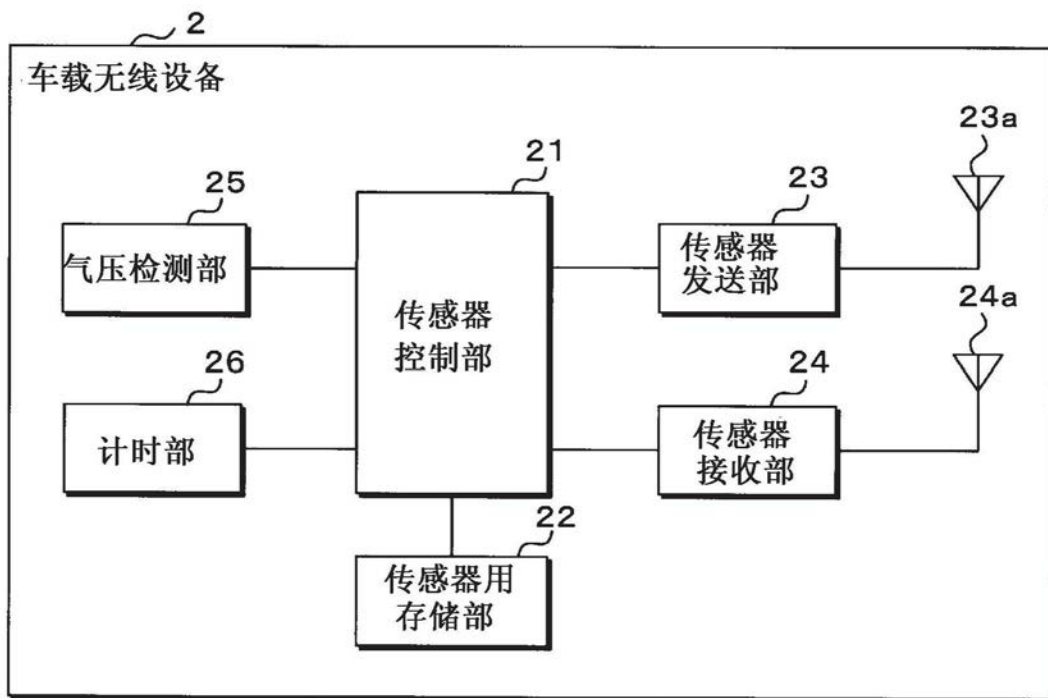 2
车载无线设备
23a
21
25
23
气压检测部
传感器
发送部
24a
传感器
控制部
26
24
计时部
传感器
接收部
22
传感器用
存储部